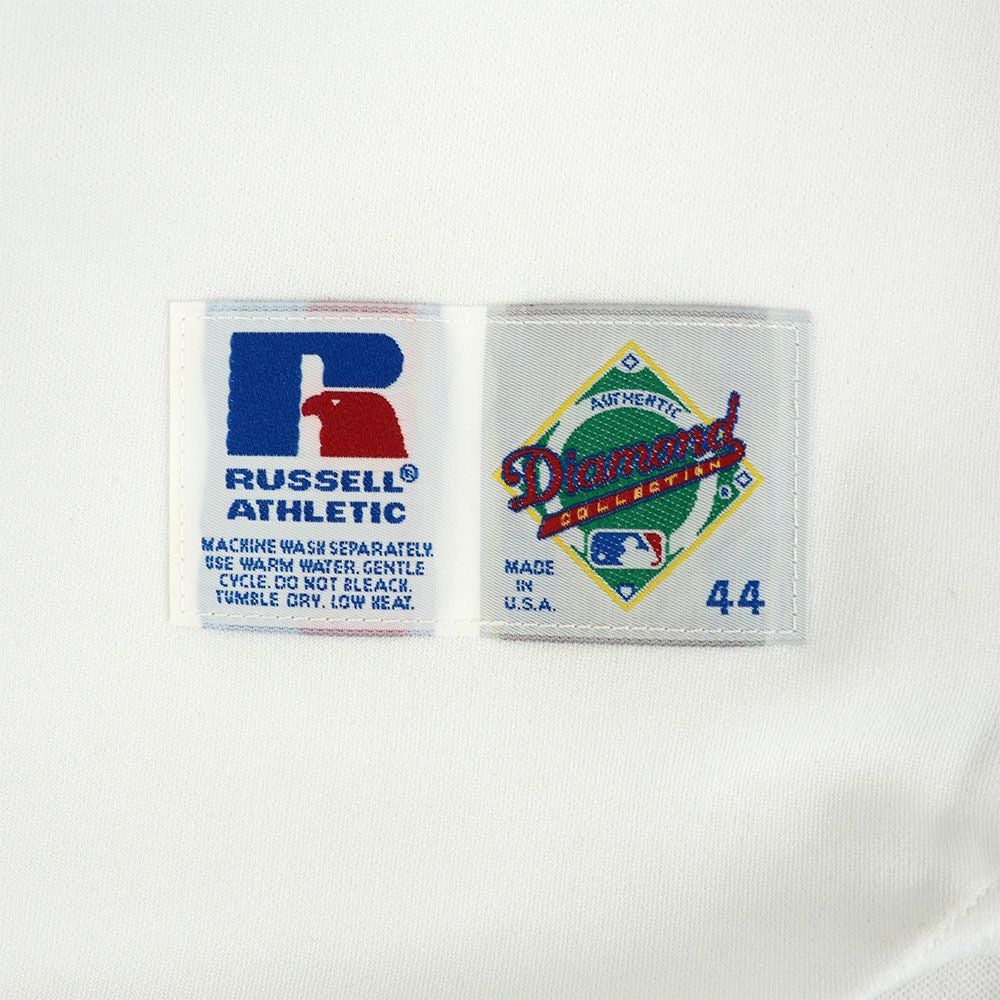 RUSSELL®
ATHLETIC
MACHINE WASH SEPARATELY.
USE WARM WATER. GENTLE
CYCLE. DO NOT BLEACH.
TUMBLE DRY. LOW HEAT.
AUTHENTIC
Diamond
COLLECTION
®
MADE
IN
U.S.A.
44